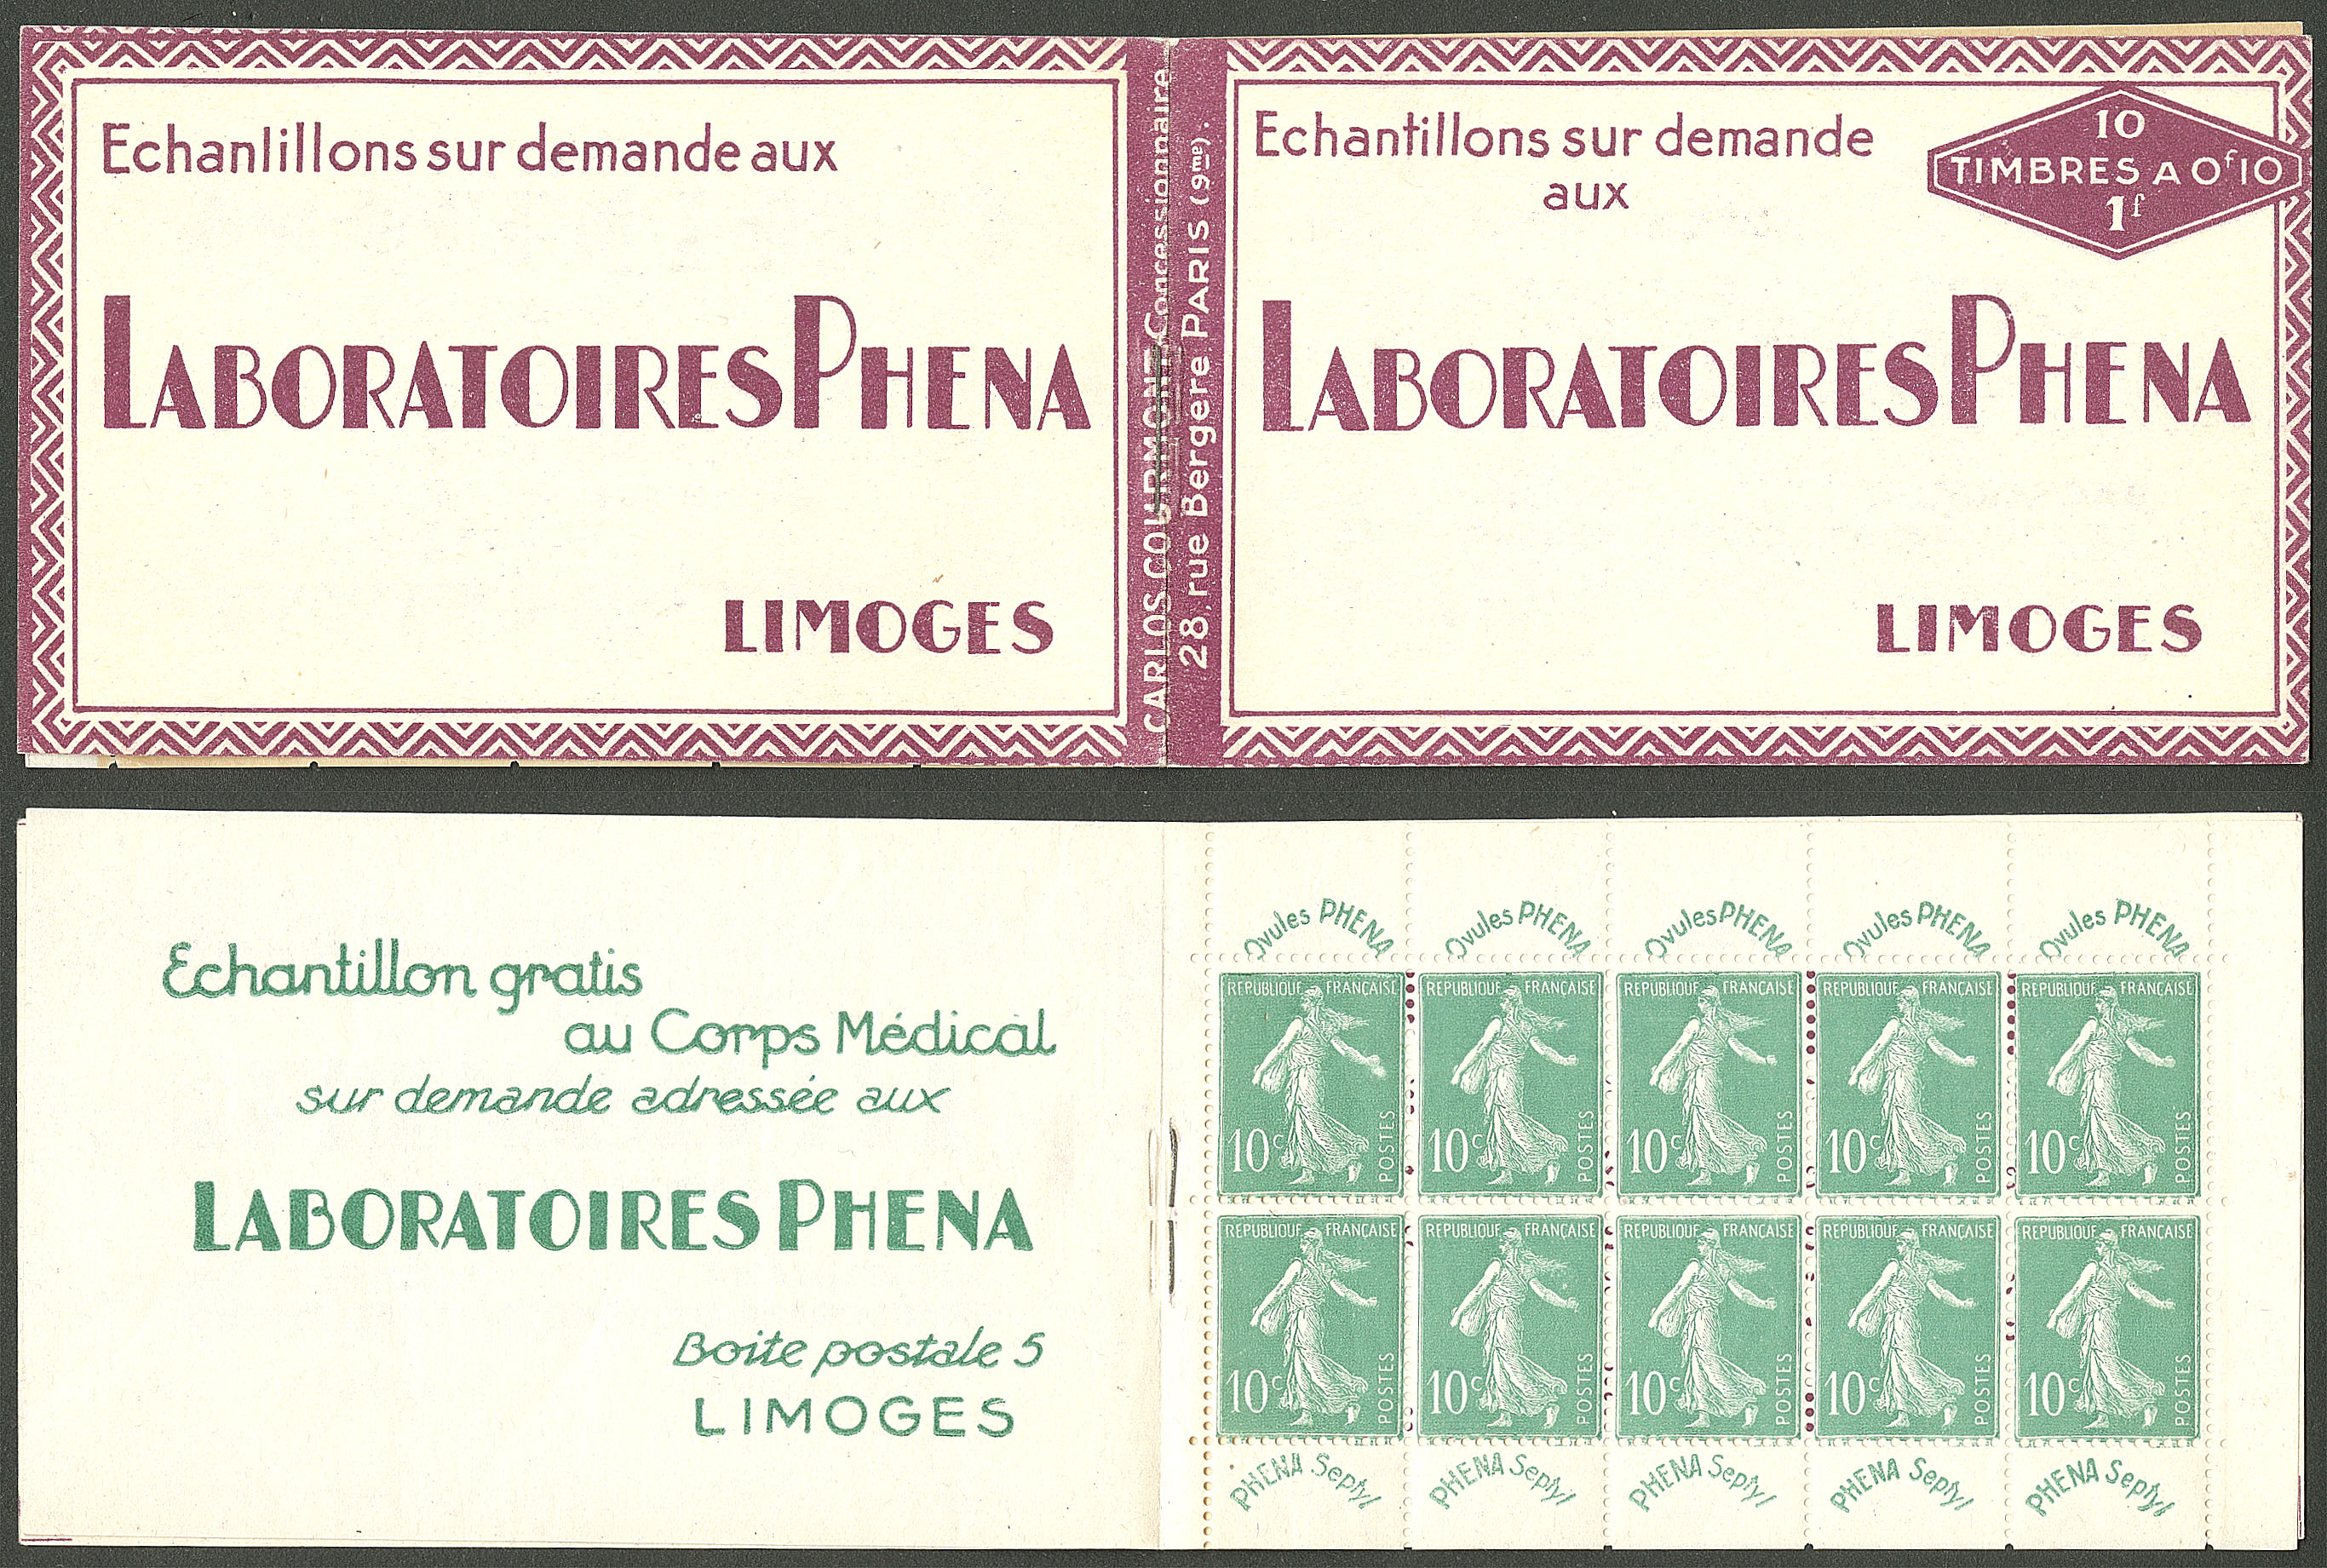 Echanlillons sur demande aux
LABORATOIRES PHENA
LIMOGES
CARLOS COURMONT Concessionnaire
28, rue Bergère PARIS (9me).
Echantillons sur demande
aux
10
TIMBRES A 0f10
1f
LABORATOIRES PHENA
LIMOGES
Echantillon gratis
au Corps Médical
sur demande adressée aux
LABORATOIRES PHENA
Boite postale 5
LIMOGES
Ovules PHENA Ovules PHENA Ovules PHENA Ovules PHENA Ovules PHENA
REPUBLIQUE FRANÇAISE REPUBLIQUE FRANÇAISE REPUBLIQUE FRANÇAISE REPUBLIQUE FRANÇAISE REPUBLIQUE FRANÇAISE
10c POSTES 10c POSTES 10c POSTES 10c POSTES 10c POSTES
REPUBLIQUE FRANÇAISE REPUBLIQUE FRANÇAISE REPUBLIQUE FRANÇAISE REPUBLIQUE FRANÇAISE REPUBLIQUE FRANÇAISE
10c POSTES 10c POSTES 10c POSTES 10c POSTES 10c POSTES
PHENA Septyl PHENA Septyl PHENA Septyl PHENA Septyl PHENA Septyl